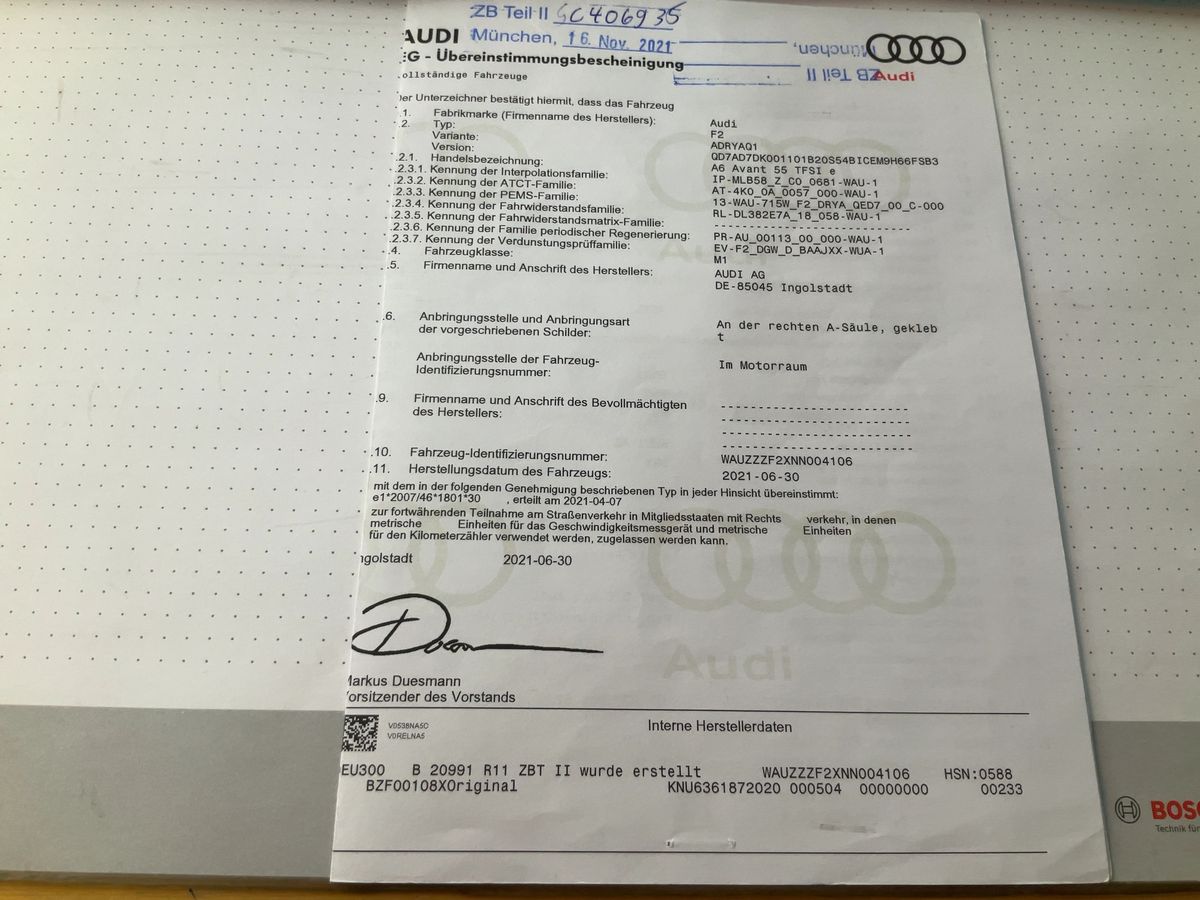 ZB Teil II GC406935
AUDI München, 16. Nov. 2021
München,
EG - Übereinstimmungsbescheinigung
ZB Teil II
Audi
ollständige Fahrzeuge
er Unterzeichner bestätigt hiermit, dass das Fahrzeug
.1. Fabrikmarke (Firmenname des Herstellers): Audi
.2. Typ: F2
Variante: ADRYAQ1
Version: QD7AD7DK001101B20S54BICEM9H66FSB3
.2.1. Handelsbezeichnung: A6 Avant 55 TFSI e
.2.3.1. Kennung der Interpolationsfamilie: IP-MLB58_Z_C0_0681-WAU-1
.2.3.2. Kennung der ATCT-Familie: AT-4K0_0A_0057_000-WAU-1
.2.3.3. Kennung der PEMS-Familie: 13-WAU-715W_F2_DRYA_QED7_00_C-000
.2.3.4. Kennung der Fahrwiderstandsfamilie: RL-DL382E7A_18_058-WAU-1
.2.3.5. Kennung der Fahrwiderstandsmatrix-Familie: ------------------------
.2.3.6. Kennung der Familie periodischer Regenerierung: PR-AU_00113_00_000-WAU-1
.2.3.7. Kennung der Verdunstungsprüffamilie: EV-F2_DGW_D_BAAJXX-WUA-1
.4. Fahrzeugklasse: M1
.5. Firmenname und Anschrift des Herstellers: AUDI AG
DE-85045 Ingolstadt
.6. Anbringungsstelle und Anbringungsart An der rechten A-Säule, gekleb
der vorgeschriebenen Schilder: t
Anbringungsstelle der Fahrzeug- Im Motorraum
Identifizierungsnummer:
.9. Firmenname und Anschrift des Bevollmächtigten ------------------------
des Herstellers: ------------------------
------------------------
------------------------
.10. Fahrzeug-Identifizierungsnummer: WAUZZZF2XNN004106
.11. Herstellungsdatum des Fahrzeugs: 2021-06-30
mit dem in der folgenden Genehmigung beschriebenen Typ in jeder Hinsicht übereinstimmt:
e1*2007/46*1801*30 , erteilt am 2021-04-07
zur fortwährenden Teilnahme am Straßenverkehr in Mitgliedsstaaten mit Rechts verkehr, in denen
metrische Einheiten für das Geschwindigkeitsmessgerät und metrische Einheiten
für den Kilometerzähler verwendet werden, zugelassen werden kann.
ngolstadt 2021-06-30
Audi
Markus Duesmann
Vorsitzender des Vorstands
V0538NA5C
V0RELNA5
Interne Herstellerdaten
EU300 B 20991 R11 ZBT II wurde erstellt WAUZZZF2XNN004106 HSN:0588
BZF00108XOriginal KNU6361872020 000504 00000000 00233
BOSC
Technik für